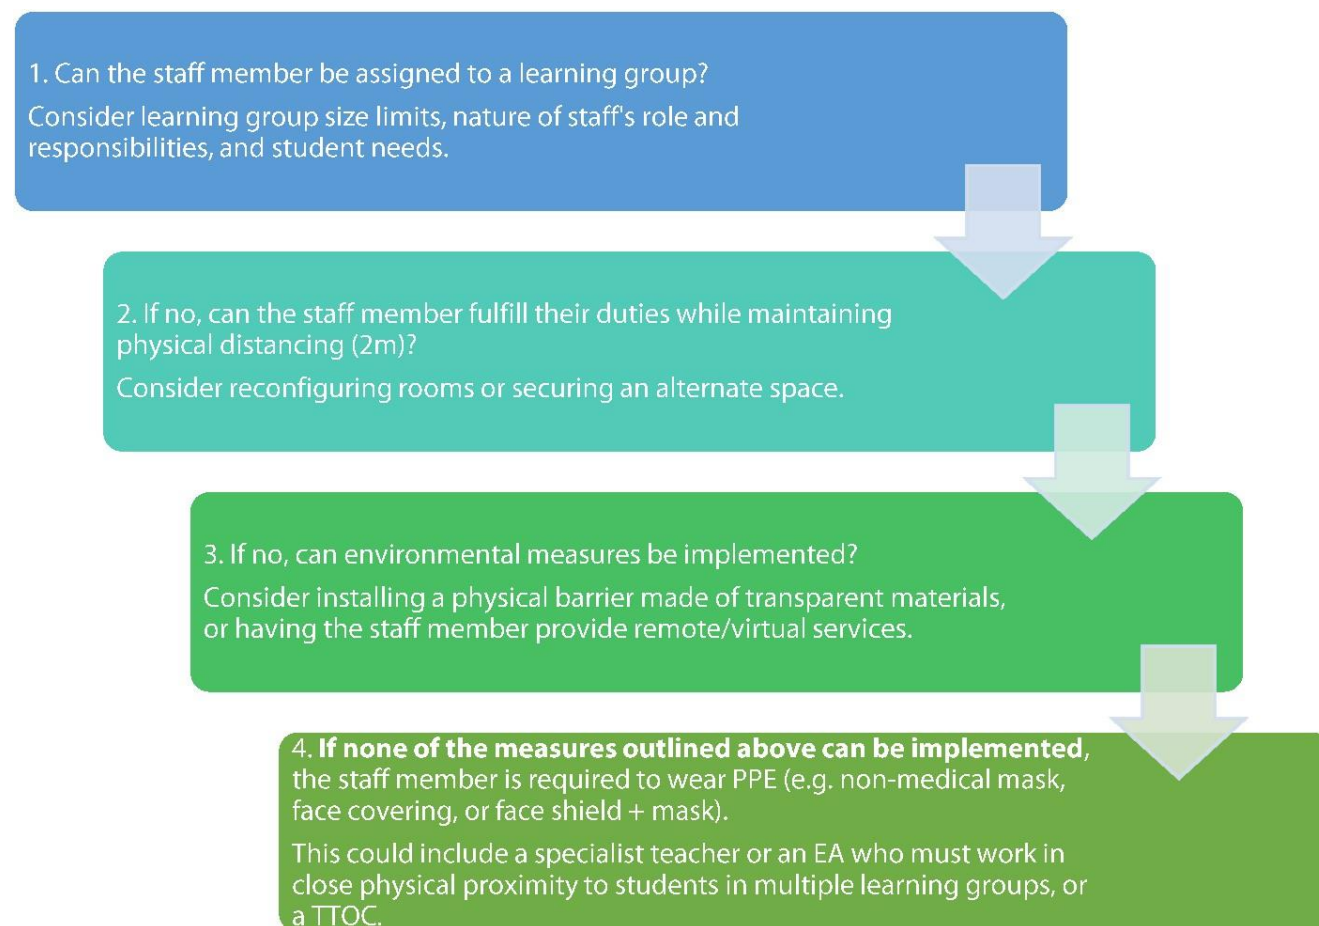 1. Can the staff member be assigned to a learning group?
Consider learning group size limits, nature of staff's role and
responsibilities, and student needs.
2. If no, can the staff member fulfill their duties while maintaining
physical distancing (2m)?
Consider reconfiguring rooms or securing an alternate space.
3. If no, can environmental measures be implemented?
Consider installing a physical barrier made of transparent materials,
or having the staff member provide remote/virtual services.
4. If none of the measures outlined above can be implemented,
the staff member is required to wear PPE (e.g. non-medical mask,
face covering, or face shield + mask).
This could include a specialist teacher or an EA who must work in
close physical proximity to students in multiple learning groups, or
a TTOC.